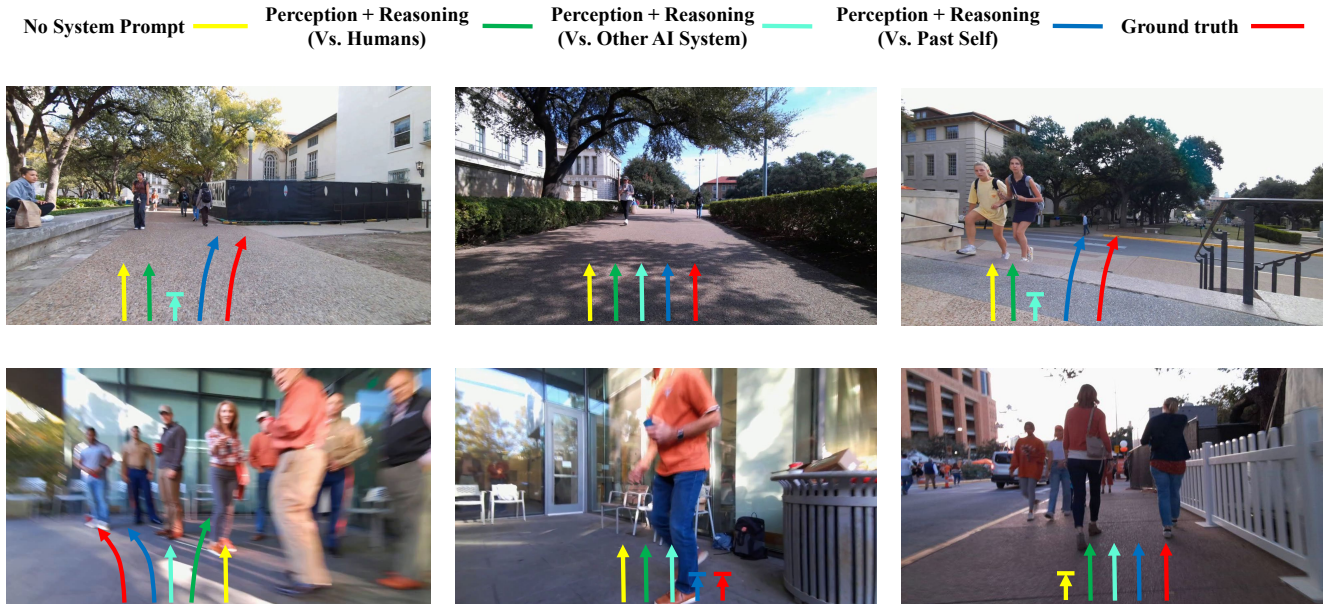 No System Prompt
Perception + Reasoning
(Vs. Humans)
Perception + Reasoning
(Vs. Other AI System)
Perception + Reasoning
(Vs. Past Self)
Ground truth